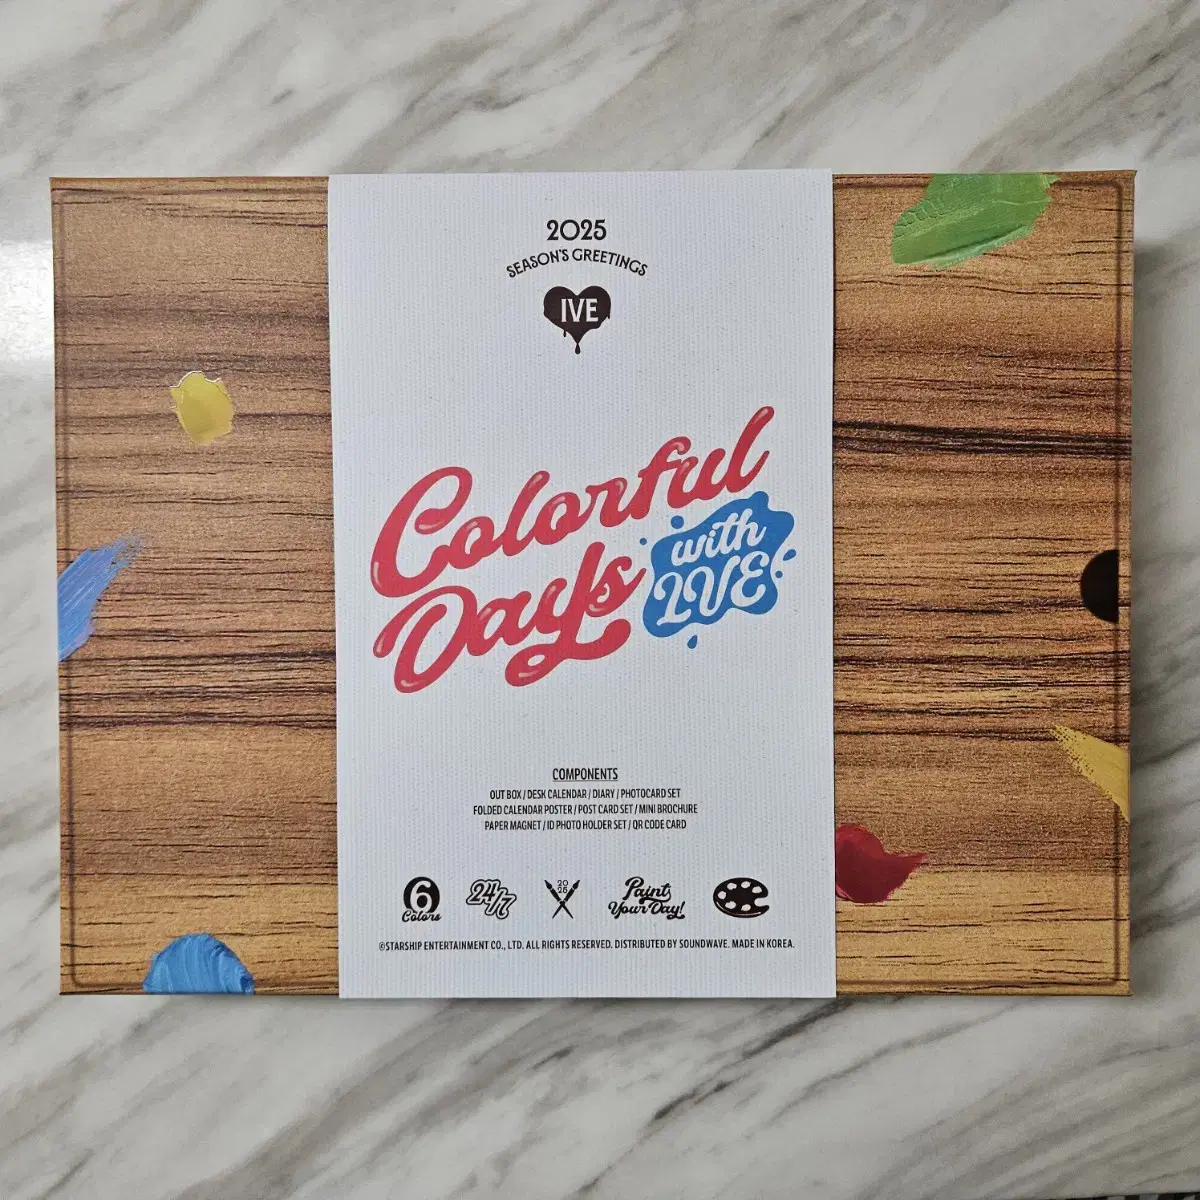 2025
SEASON'S GREETINGS
IVE
Colorful
Days
with
IVE
COMPONENTS
OUT BOX / DESK CALENDAR / DIARY / PHOTOCARD SET
FOLDED CALENDAR POSTER / POST CARD SET / MINI BROCHURE
PAPER MAGNET / ID PHOTO HOLDER SET / QR CODE CARD
6
Colors
24/7
20
25
Paint
Your Day!
©STARSHIP ENTERTAINMENT CO., LTD. ALL RIGHTS RESERVED. DISTRIBUTED BY SOUNDWAVE. MADE IN KOREA.